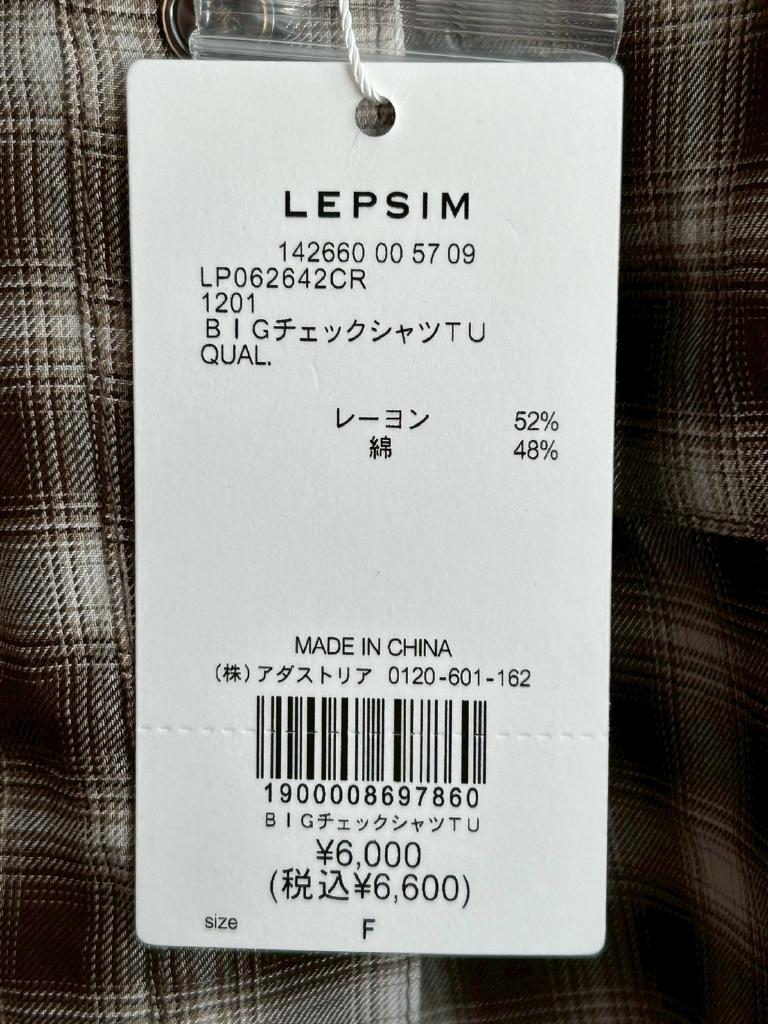 LEPSIM
142660 00 57 09
LP062642CR
1201
ＢＩＧチェックシャツＴＵ
QUAL.
レーヨン 52%
綿 48%
MADE IN CHINA
(株)アダストリア 0120-601-162
1900008697860
ＢＩＧチェックシャツＴＵ
¥6,000
(税込¥6,600)
size F